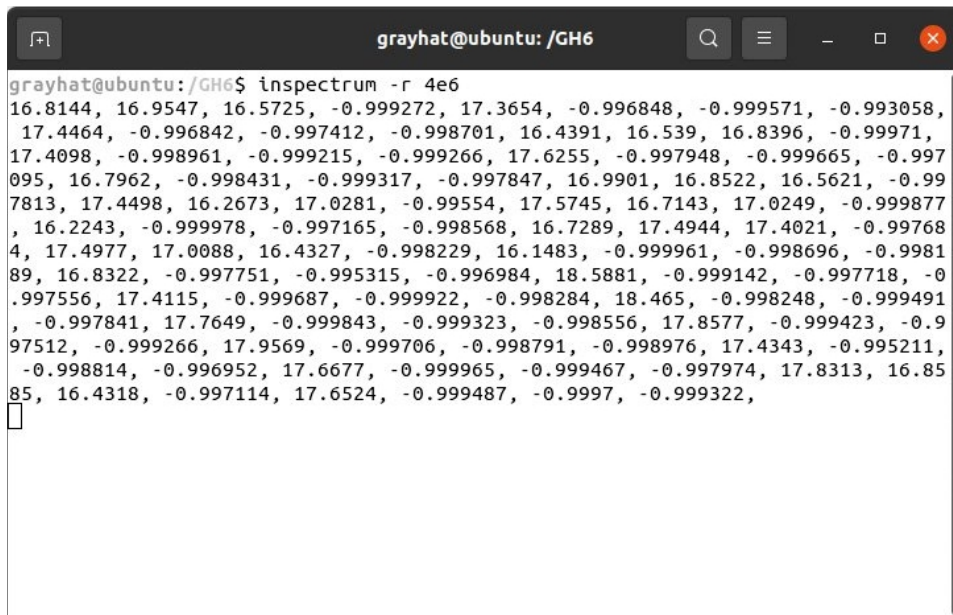 grayhat@ubuntu: /GH6
grayhat@ubuntu:/GH6$ inspectrum -r 4e6
16.8144, 16.9547, 16.5725, -0.999272, 17.3654, -0.996848, -0.999571, -0.993058,
 17.4464, -0.996842, -0.997412, -0.998701, 16.4391, 16.539, 16.8396, -0.99971,
17.4098, -0.998961, -0.999215, -0.999266, 17.6255, -0.997948, -0.999665, -0.997
095, 16.7962, -0.998431, -0.999317, -0.997847, 16.9901, 16.8522, 16.5621, -0.99
7813, 17.4498, 16.2673, 17.0281, -0.99554, 17.5745, 16.7143, 17.0249, -0.999877
, 16.2243, -0.999978, -0.997165, -0.998568, 16.7289, 17.4944, 17.4021, -0.99768
4, 17.4977, 17.0088, 16.4327, -0.998229, 16.1483, -0.999961, -0.998696, -0.9981
89, 16.8322, -0.997751, -0.995315, -0.996984, 18.5881, -0.999142, -0.997718, -0
.997556, 17.4115, -0.999687, -0.999922, -0.998284, 18.465, -0.998248, -0.999491
, -0.997841, 17.7649, -0.999843, -0.999323, -0.998556, 17.8577, -0.999423, -0.9
97512, -0.999266, 17.9569, -0.999706, -0.998791, -0.998976, 17.4343, -0.995211,
 -0.998814, -0.996952, 17.6677, -0.999965, -0.999467, -0.997974, 17.8313, 16.85
85, 16.4318, -0.997114, 17.6524, -0.999487, -0.9997, -0.999322,